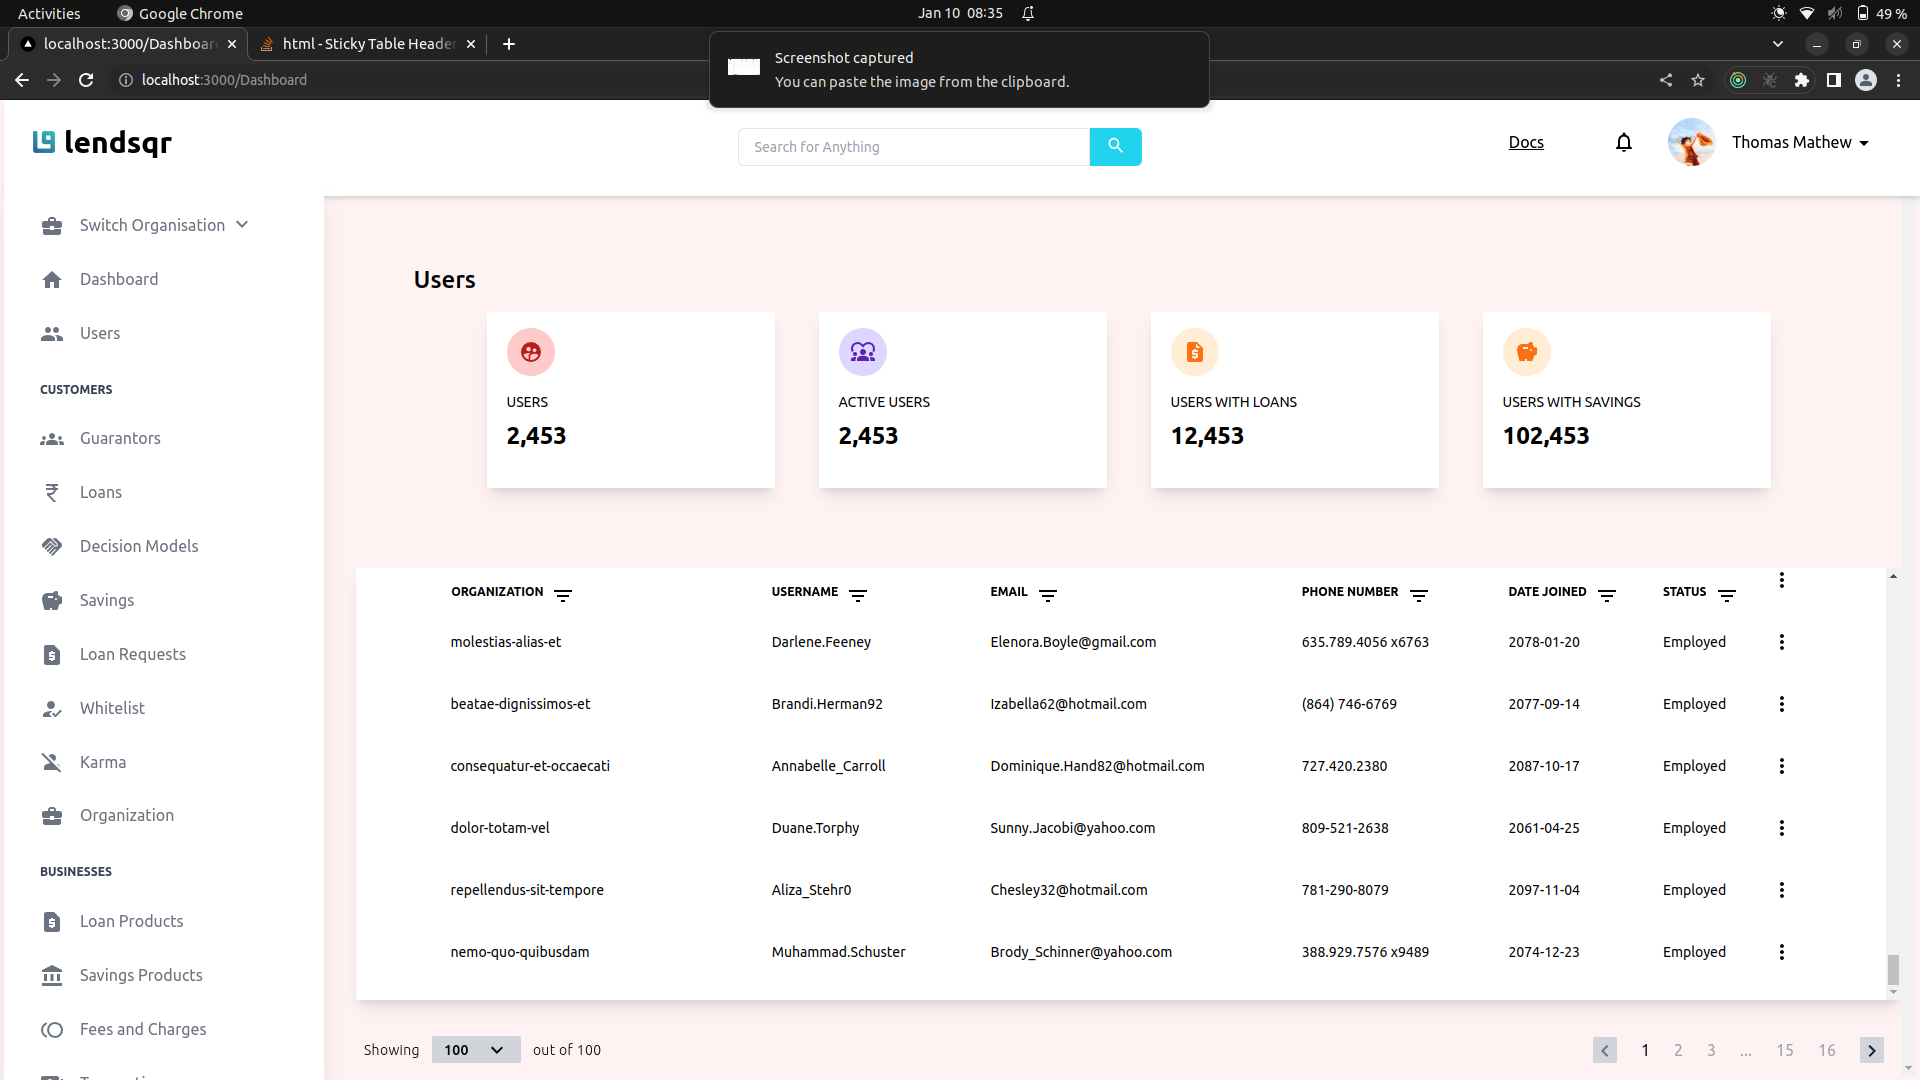 Activities Google Chrome Jan 10 08:35 49 %
localhost:3000/Dashboar html - Sticky Table Header
localhost:3000/Dashboard
Screenshot captured
You can paste the image from the clipboard.
lendsqr
Search for Anything
Docs
Thomas Mathew
Switch Organisation
Dashboard
Users
CUSTOMERS
Guarantors
Loans
Decision Models
Savings
Loan Requests
Whitelist
Karma
Organization
BUSINESSES
Loan Products
Savings Products
Fees and Charges
Users
USERS
2,453
ACTIVE USERS
2,453
USERS WITH LOANS
12,453
USERS WITH SAVINGS
102,453
ORGANIZATION USERNAME EMAIL PHONE NUMBER DATE JOINED STATUS
molestias-alias-et Darlene.Feeney Elenora.Boyle@gmail.com 635.789.4056 x6763 2078-01-20 Employed
beatae-dignissimos-et Brandi.Herman92 Izabella62@hotmail.com (864) 746-6769 2077-09-14 Employed
consequatur-et-occaecati Annabelle_Carroll Dominique.Hand82@hotmail.com 727.420.2380 2087-10-17 Employed
dolor-totam-vel Duane.Torphy Sunny.Jacobi@yahoo.com 809-521-2638 2061-04-25 Employed
repellendus-sit-tempore Aliza_Stehr0 Chesley32@hotmail.com 781-290-8079 2097-11-04 Employed
nemo-quo-quibusdam Muhammad.Schuster Brody_Schinner@yahoo.com 388.929.7576 x9489 2074-12-23 Employed
Showing 100 out of 100
1 2 3 ... 15 16